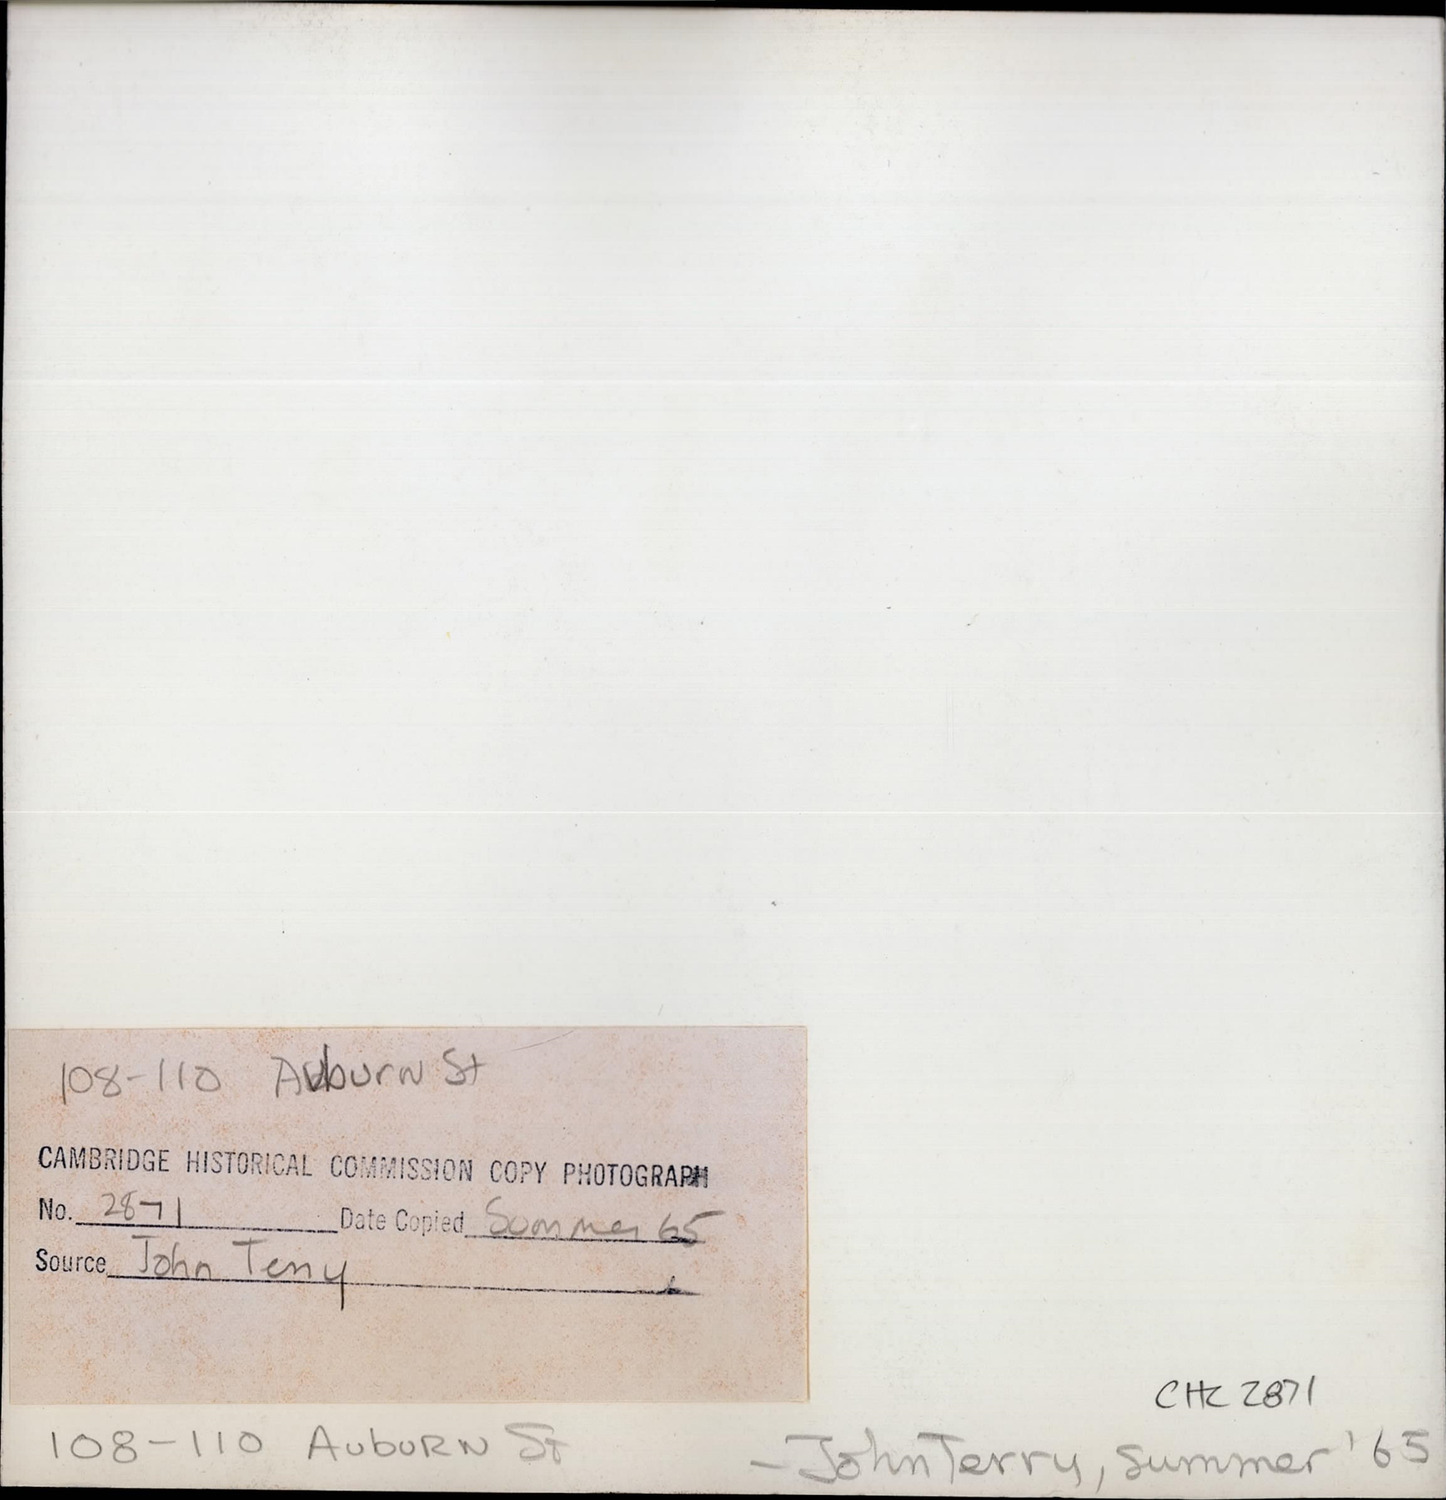 108-110 Auburn St
CAMBRIDGE HISTORICAL COMMISSION COPY PHOTOGRAPH
No. 2871 Date Copied Summer 65
Source John Terry
CHC 2871
108-110 Auburn St
- John Terry, summer '65